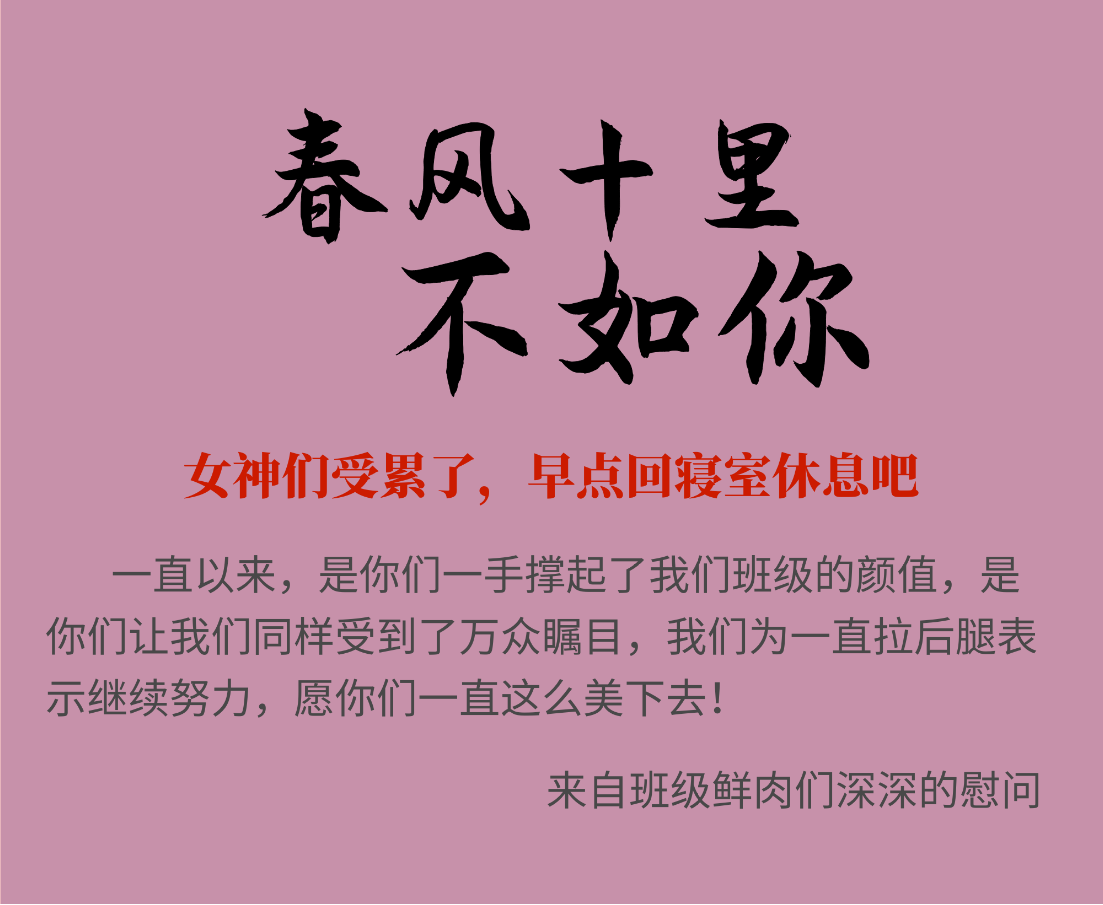 春风十里
不如你
女神们受累了，早点回寝室休息吧
一直以来，是你们一手撑起了我们班级的颜值，是
你们让我们同样受到了万众瞩目，我们为一直拉后腿表
示继续努力，愿你们一直这么美下去！
来自班级鲜肉们深深的慰问